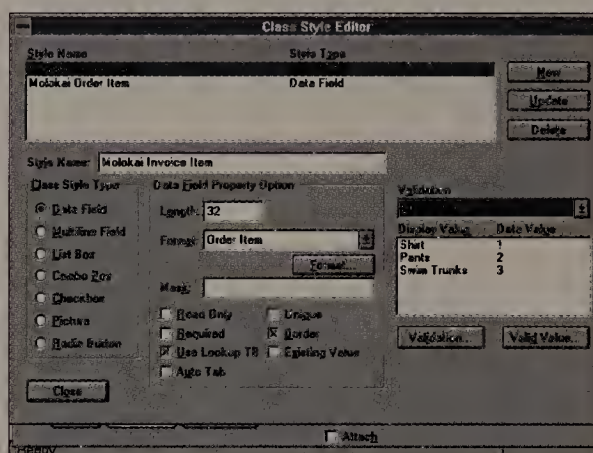 Class Style Editor
Style Name Style Type
Molokai Order Item Data Field
New
Update
Delete
Style Name: Molokai Invoice Item
Class Style Type
Data Field
Multiline Field
List Box
Combo Box
Checkbox
Picture
Radio Button
Data Field Property Option
Length: 32
Format: Order Item
Format...
Mask:
Read Only Unique
Required Border
Use Lookup TB Existing Value
Auto Tab
Validation
Display Value Data Value
Shirt 1
Pants 2
Swim Trunks 3
Validation... Valid Value...
Close
Attach
Ready